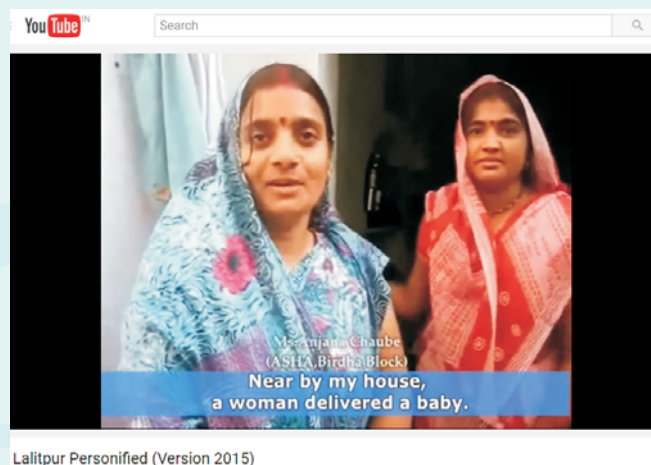 YouTube IN
Search
Ms. Anjana Chaube
(ASHA,Birdha Block)
Near by my house,
a woman delivered a baby.
Lalitpur Personified (Version 2015)